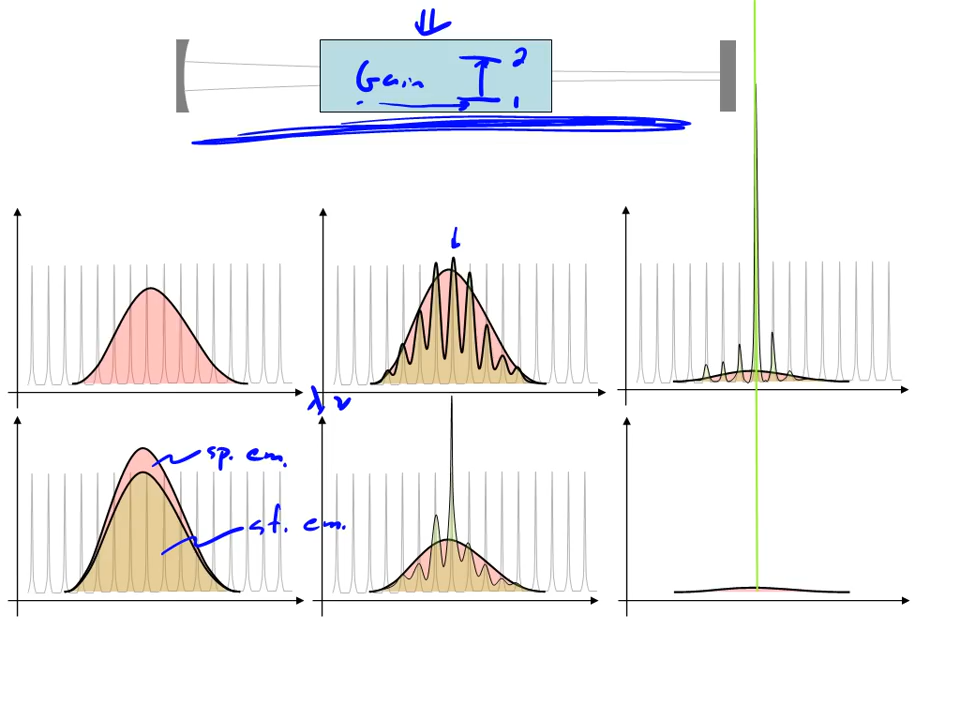 Gain
2
1
λ, ν
sp. em.
st. em.